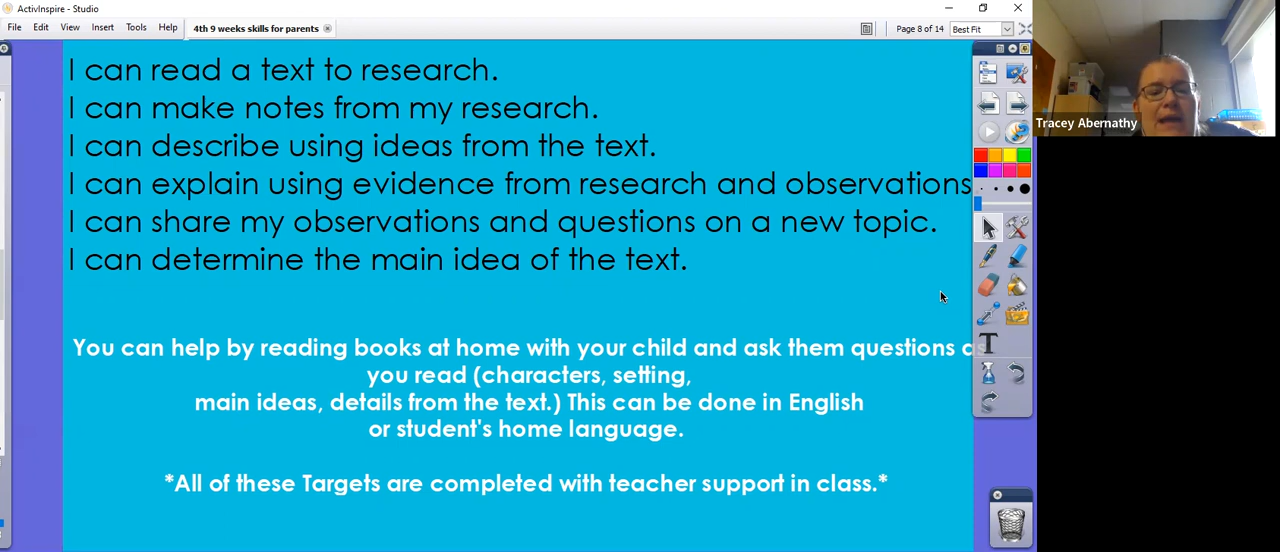 ActivInspire - Studio
File Edit View Insert Tools Help 4th 9 weeks skills for parents Page 8 of 14 Best Fit
I can read a text to research.
I can make notes from my research.
I can describe using ideas from the text.
I can explain using evidence from research and observations
I can share my observations and questions on a new topic.
I can determine the main idea of the text.
You can help by reading books at home with your child and ask them questions as
you read (characters, setting,
main ideas, details from the text.) This can be done in English
or student's home language.
*All of these Targets are completed with teacher support in class.*
T
Tracey Abernathy